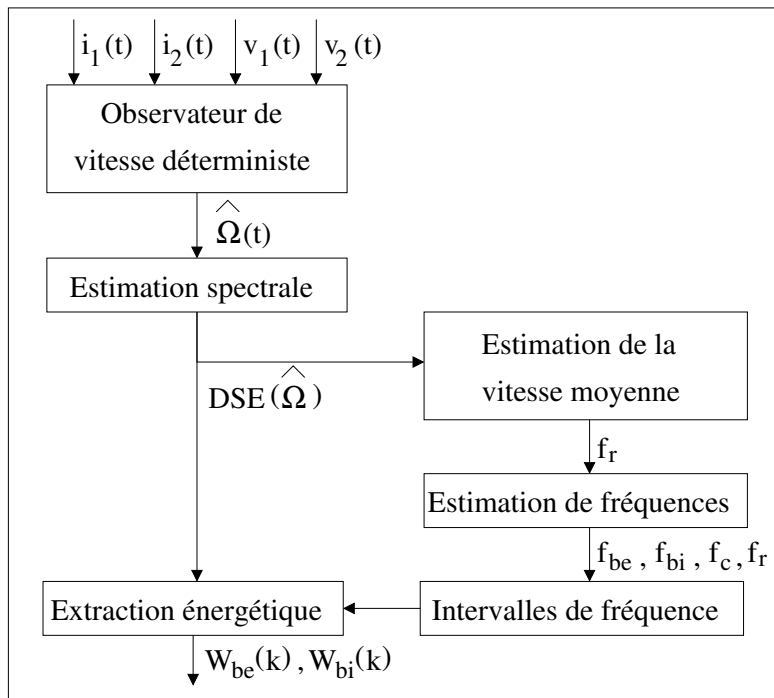 i1(t) i2(t) v1(t) v2(t)
Observateur de
vitesse déterministe
Ω̂(t)
Estimation spectrale
Estimation de la
vitesse moyenne
DSE(Ω̂)
fr
Estimation de fréquences
fbe , fbi , fc, fr
Extraction énergétique
Intervalles de fréquence
Wbe(k) , Wbi(k)